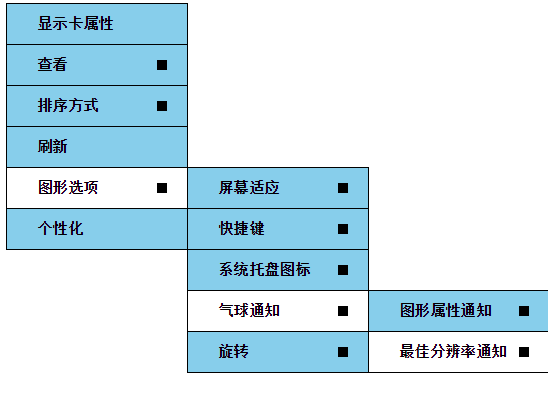 显示卡属性
查看
排序方式
刷新
图形选项
个性化
屏幕适应
快捷键
系统托盘图标
气球通知
旋转
图形属性通知
最佳分辨率通知